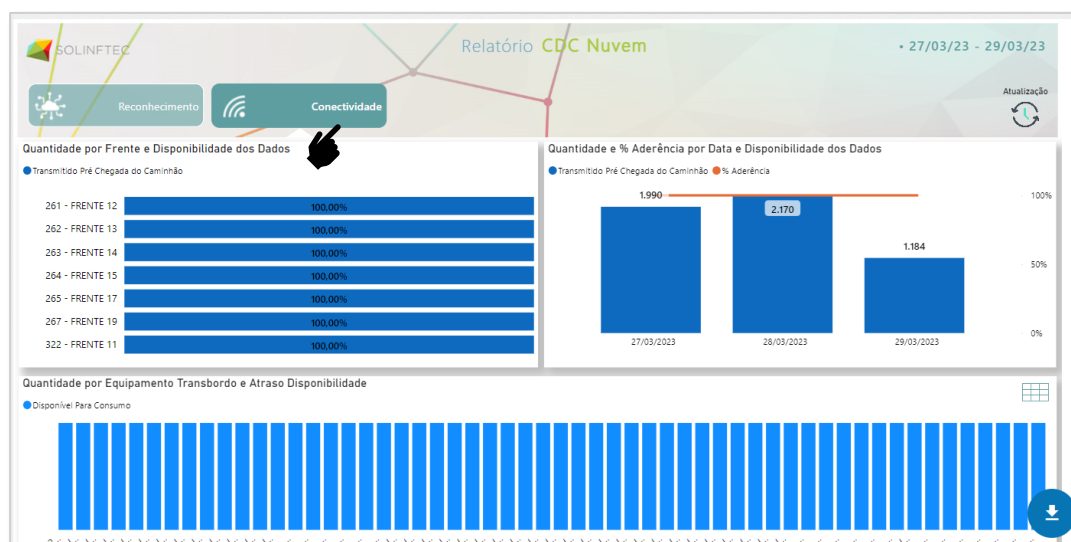 SOLINFTEC
Relatório CDC Nuvem
• 27/03/23 - 29/03/23
Reconhecimento
Conectividade
Atualização
Quantidade por Frente e Disponibilidade dos Dados
Transmitido Pré Chegada do Caminhão
261 - FRENTE 12 100,00%
262 - FRENTE 13 100,00%
263 - FRENTE 14 100,00%
264 - FRENTE 15 100,00%
265 - FRENTE 17 100,00%
267 - FRENTE 19 100,00%
322 - FRENTE 11 100,00%
Quantidade e % Aderência por Data e Disponibilidade dos Dados
Transmitido Pré Chegada do Caminhão % Aderência
1.990
2.170
1.184
100%
50%
0%
27/03/2023 28/03/2023 29/03/2023
Quantidade por Equipamento Transbordo e Atraso Disponibilidade
Disponível Para Consumo